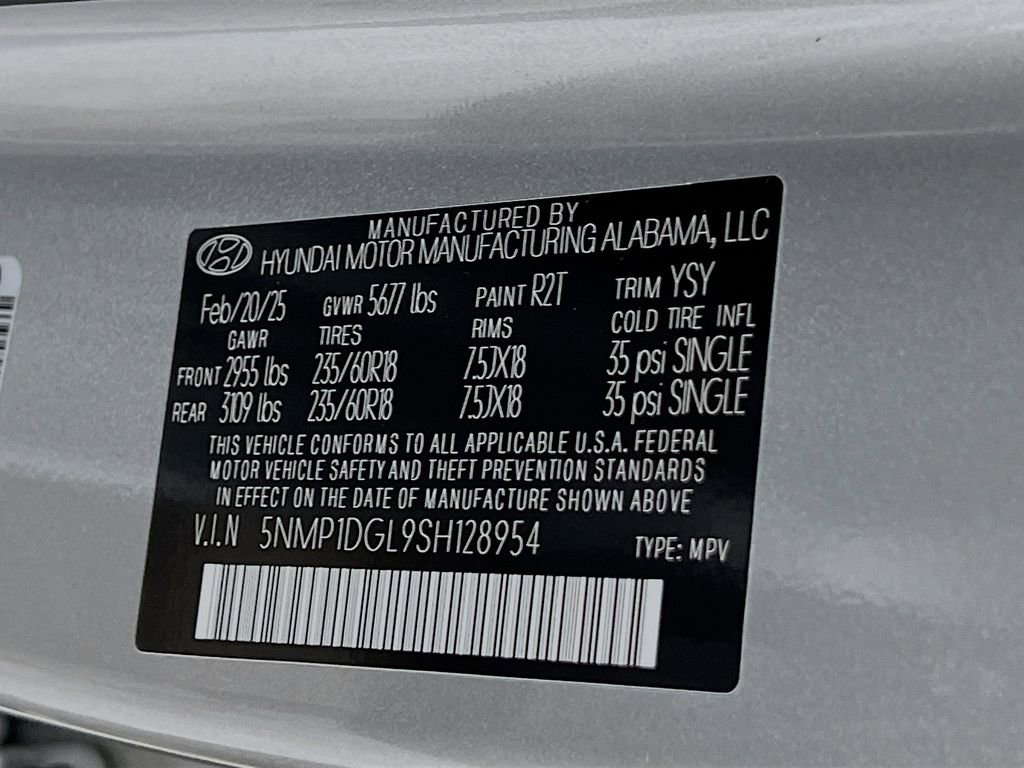 MANUFACTURED BY
HYUNDAI MOTOR MANUFACTURING ALABAMA, LLC
Feb/20/25 GVWR 5677 lbs PAINT R2T TRIM YSY
GAWR TIRES RIMS COLD TIRE INFL
FRONT 2955 lbs 235/60R18 7.5JX18 35 psi SINGLE
REAR 3109 lbs 235/60R18 7.5JX18 35 psi SINGLE
THIS VEHICLE CONFORMS TO ALL APPLICABLE U.S.A. FEDERAL
MOTOR VEHICLE SAFETY AND THEFT PREVENTION STANDARDS
IN EFFECT ON THE DATE OF MANUFACTURE SHOWN ABOVE
V.I.N 5NMP1DGL9SH128954 TYPE: MPV